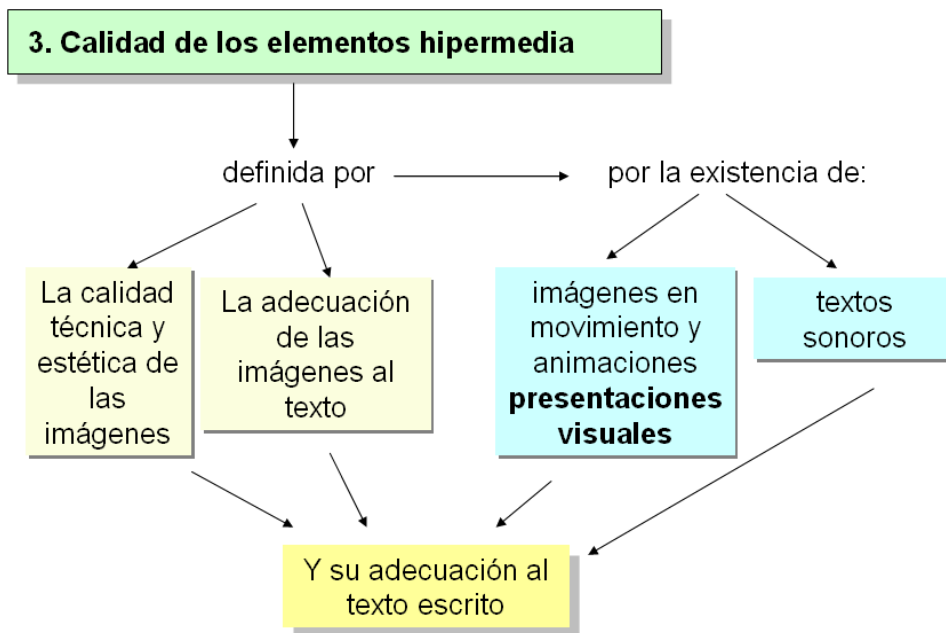 3. Calidad de los elementos hipermedia
definida por
por la existencia de:
La calidad
técnica y
estética de
las
imágenes
La adecuación
de las
imágenes al
texto
imágenes en
movimiento y
animaciones
presentaciones
visuales
textos
sonoros
Y su adecuación al
texto escrito